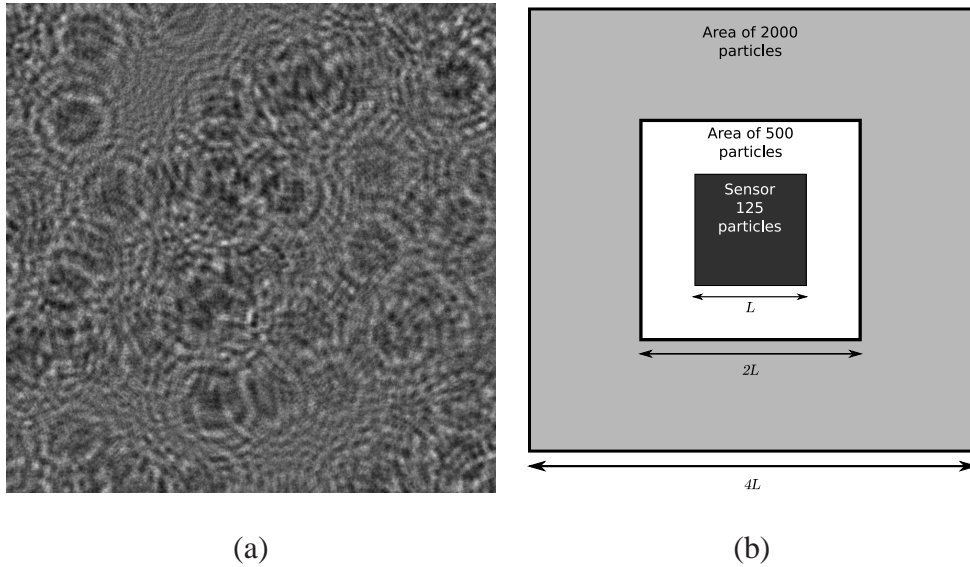 Area of 2000
particles
Area of 500
particles
Sensor
125
particles
L
2L
4L
(a)
(b)